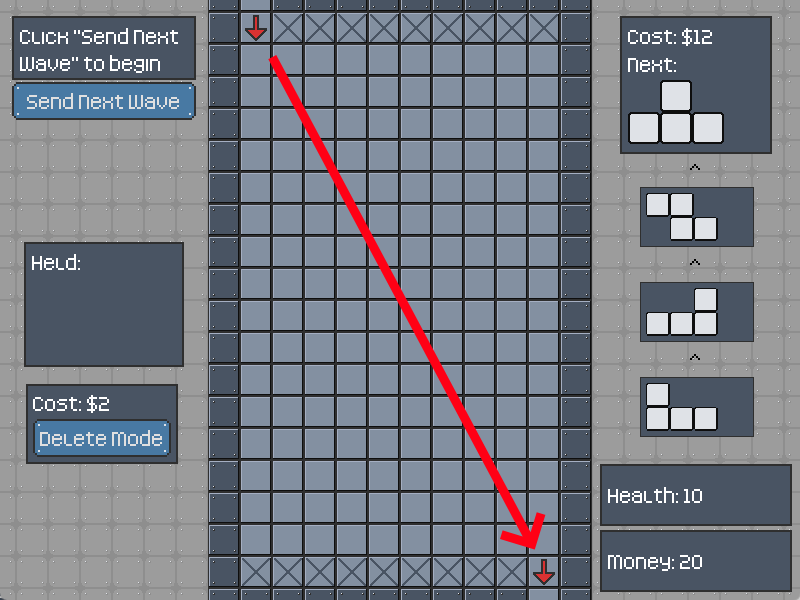 Click "Send Next
Wave" to begin
Send Next Wave
Held:
Cost: $2
Delete Mode
Cost: $12
Next:
Health: 10
Money: 20